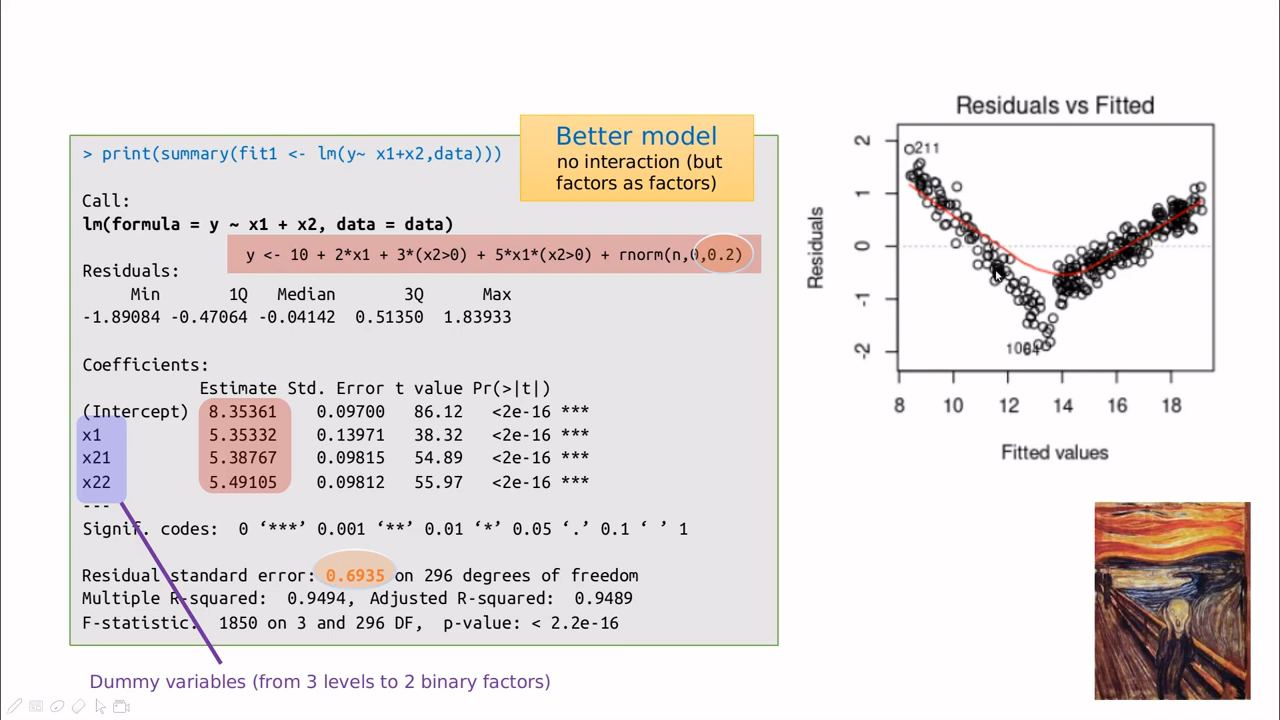 Better model
no interaction (but
factors as factors)
> print(summary(fit1 <- lm(y~ x1+x2,data)))
Call:
lm(formula = y ~ x1 + x2, data = data)
y <- 10 + 2*x1 + 3*(x2>0) + 5*x1*(x2>0) + rnorm(n,0,0.2)
Residuals:
Min 1Q Median 3Q Max
-1.89084 -0.47064 -0.04142 0.51350 1.83933
Coefficients:
Estimate Std. Error t value Pr(>|t|)
(Intercept) 8.35361 0.09700 86.12 <2e-16 ***
x1 5.35332 0.13971 38.32 <2e-16 ***
x21 5.38767 0.09815 54.89 <2e-16 ***
x22 5.49105 0.09812 55.97 <2e-16 ***
---
Signif. codes: 0 ‘***’ 0.001 ‘**’ 0.01 ‘*’ 0.05 ‘.’ 0.1 ‘ ’ 1
Residual standard error: 0.6935 on 296 degrees of freedom
Multiple R-squared: 0.9494, Adjusted R-squared: 0.9489
F-statistic: 1850 on 3 and 296 DF, p-value: < 2.2e-16
Dummy variables (from 3 levels to 2 binary factors)
Residuals vs Fitted
Residuals
2
1
0
-1
-2
211
8 10 12 14 16 18
Fitted values